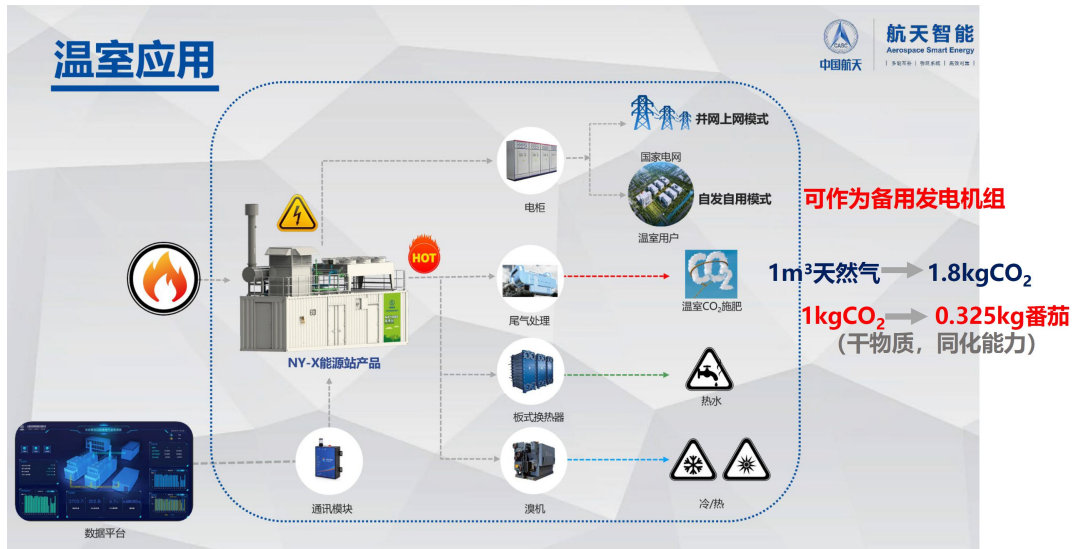 温室应用
CASC
中国航天
航天智能
Aerospace Smart Energy
并网上网模式
国家电网
电柜
自发自用模式
温室用户
可作为备用发电机组
HOT
1m³天然气 1.8kgCO₂
CO₂
尾气处理
温室CO₂施肥
1kgCO₂ 0.325kg番茄
（干物质，同化能力）
NY-X能源站产品
板式换热器
热水
通讯模块
溴机
冷/热
数据平台